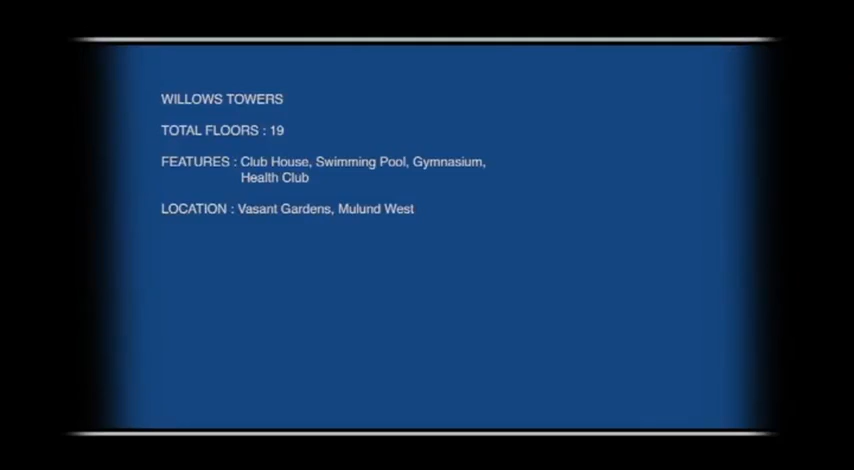 WILLOWS TOWERS
TOTAL FLOORS : 19
FEATURES : Club House, Swimming Pool, Gymnasium,
Health Club
LOCATION : Vasant Gardens, Mulund West